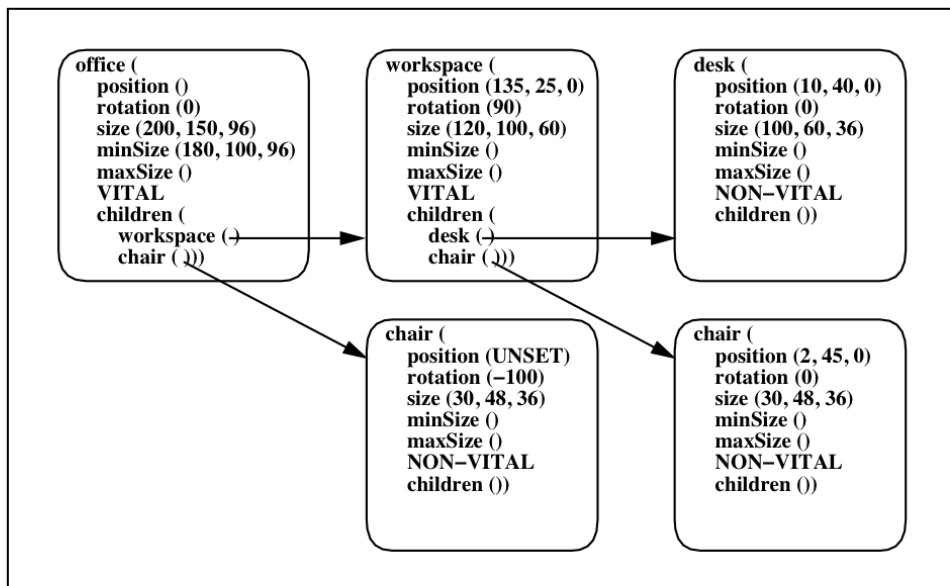 office (
position ()
rotation (0)
size (200, 150, 96)
minSize (180, 100, 96)
maxSize ()
VITAL
children (
workspace ( )
chair ( )))
workspace (
position (135, 25, 0)
rotation (90)
size (120, 100, 60)
minSize ()
maxSize ()
VITAL
children (
desk ( )
chair ( )))
desk (
position (10, 40, 0)
rotation (0)
size (100, 60, 36)
minSize ()
maxSize ()
NON−VITAL
children ())
chair (
position (UNSET)
rotation (−100)
size (30, 48, 36)
minSize ()
maxSize ()
NON−VITAL
children ())
chair (
position (2, 45, 0)
rotation (0)
size (30, 48, 36)
minSize ()
maxSize ()
NON−VITAL
children ())